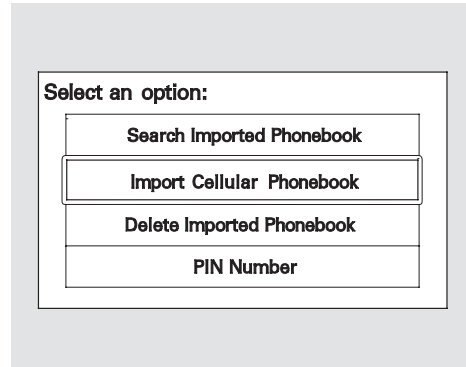 Select an option:
Search Imported Phonebook
Import Cellular Phonebook
Delete Imported Phonebook
PIN Number